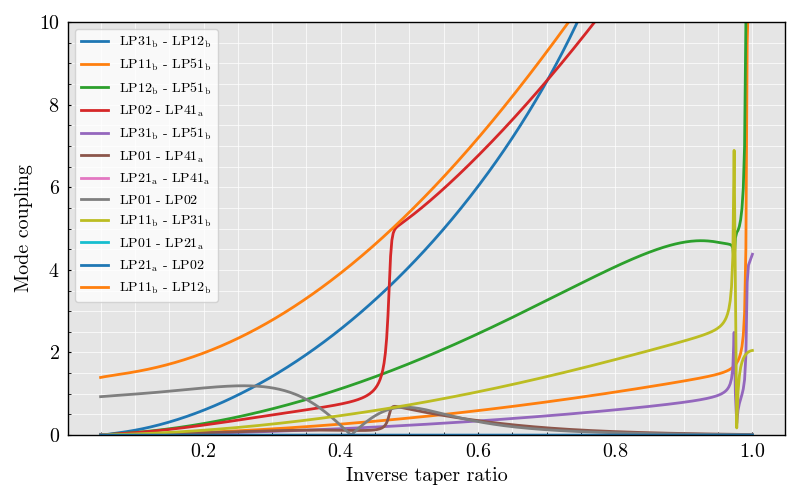 10
8
6
4
2
0
Mode coupling
LP31b - LP12b
LP11b - LP51b
LP12b - LP51b
LP02 - LP41a
LP31b - LP51b
LP01 - LP41a
LP21a - LP41a
LP01 - LP02
LP11b - LP31b
LP01 - LP21a
LP21a - LP02
LP11b - LP12b
0.2 0.4 0.6 0.8 1.0
Inverse taper ratio